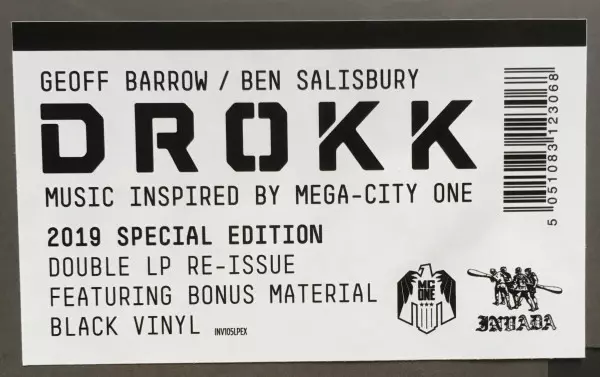 GEOFF BARROW / BEN SALISBURY
DROKK
MUSIC INSPIRED BY MEGA-CITY ONE
2019 SPECIAL EDITION
DOUBLE LP RE-ISSUE
FEATURING BONUS MATERIAL
BLACK VINYL INV105LPEX
MC
ONE
INVADA
5 051083 123068